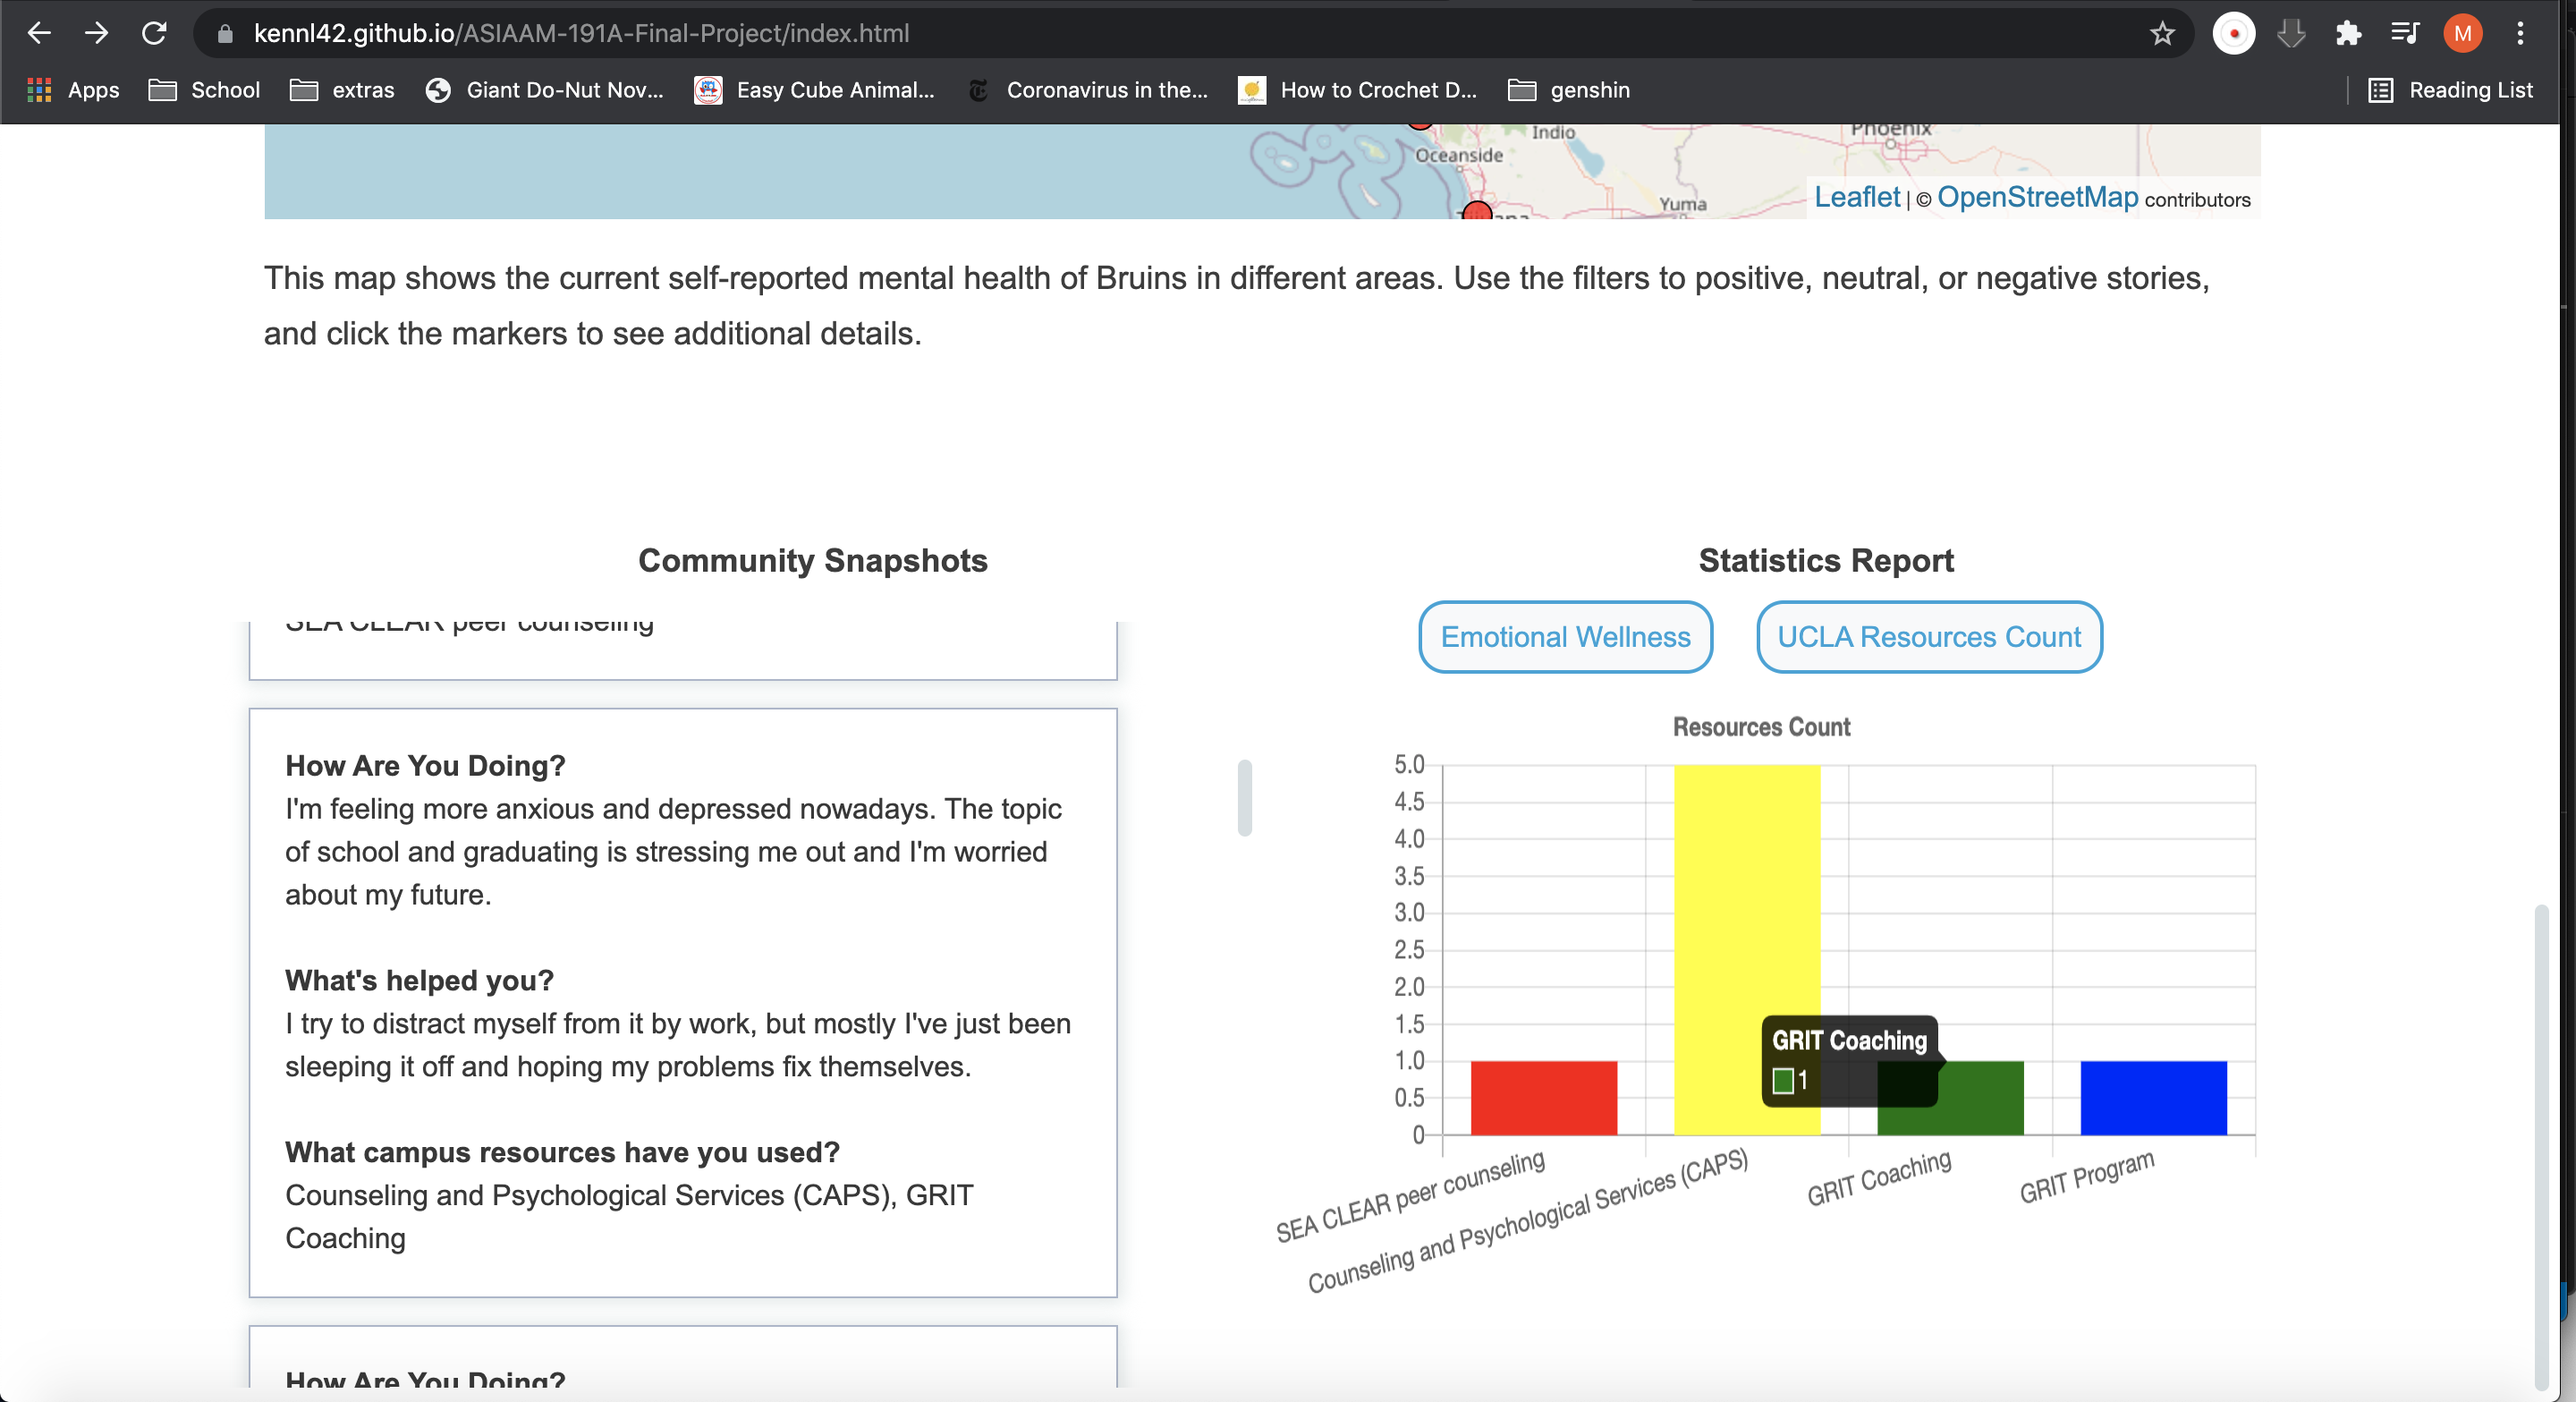 kennl42.github.io/ASIAAM-191A-Final-Project/index.html
M
Apps
School
extras
Giant Do-Nut Nov...
Easy Cube Animal...
Coronavirus in the...
How to Crochet D...
genshin
Reading List
Indio
Phoenix
Oceanside
Yuma
Leaflet | © OpenStreetMap contributors
This map shows the current self-reported mental health of Bruins in different areas. Use the filters to positive, neutral, or negative stories,
and click the markers to see additional details.
Community Snapshots
SEA CLEAR peer counseling
How Are You Doing?
I'm feeling more anxious and depressed nowadays. The topic
of school and graduating is stressing me out and I'm worried
about my future.
What's helped you?
I try to distract myself from it by work, but mostly I've just been
sleeping it off and hoping my problems fix themselves.
What campus resources have you used?
Counseling and Psychological Services (CAPS), GRIT
Coaching
How Are You Doing?
Statistics Report
Emotional Wellness
UCLA Resources Count
Resources Count
5.0
4.5
4.0
3.5
3.0
2.5
2.0
1.5
1.0
0.5
0
GRIT Coaching
1
SEA CLEAR peer counseling
Counseling and Psychological Services (CAPS)
GRIT Coaching
GRIT Program